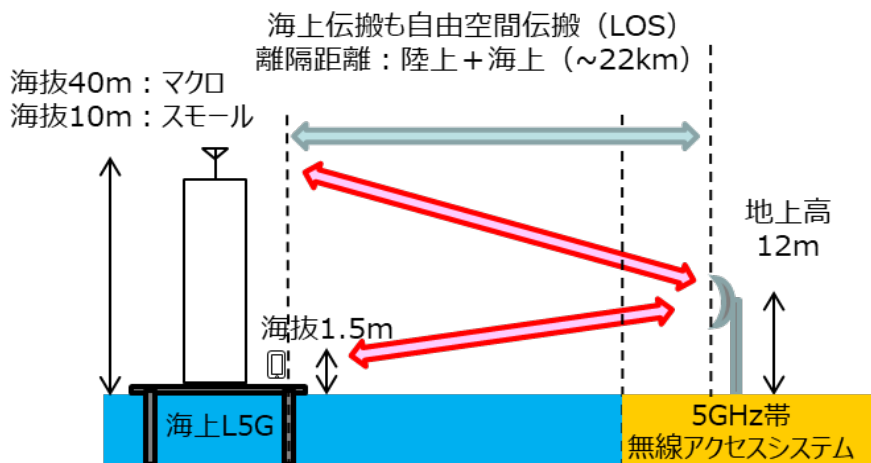 海上伝搬も自由空間伝搬（LOS）
離隔距離：陸上＋海上（~22km）
海抜40m：マクロ
海抜10m：スモール
地上高
12m
海抜1.5m
海上L5G
5GHz帯
無線アクセスシステム